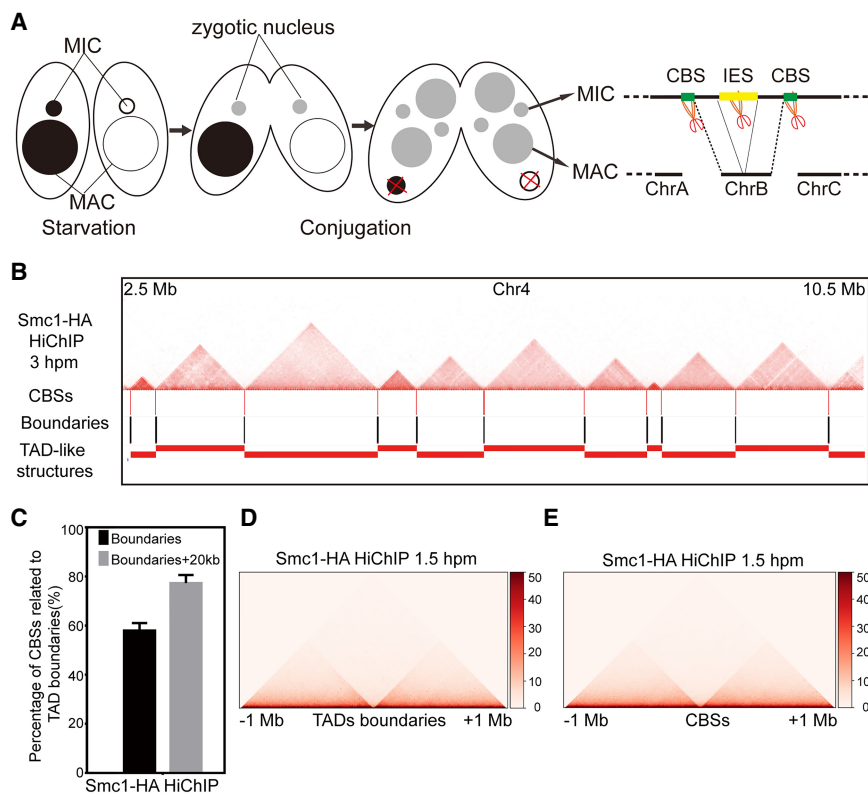 A
MIC
zygotic nucleus
MAC
Starvation
Conjugation
MIC
MAC
CBS IES CBS
ChrA ChrB ChrC
B
2.5 Mb Chr4 10.5 Mb
Smc1-HA
HiChIP
3 hpm
CBSs
Boundaries
TAD-like
structures
C
Percentage of CBSs related to
TAD boundaries(%)
100
80
60
40
20
0
Boundaries
Boundaries+20kb
Smc1-HA HiChIP
D
Smc1-HA HiChIP 1.5 hpm
50
40
30
20
10
0
-1 Mb TADs boundaries +1 Mb
E
Smc1-HA HiChIP 1.5 hpm
50
40
30
20
10
0
-1 Mb CBSs +1 Mb